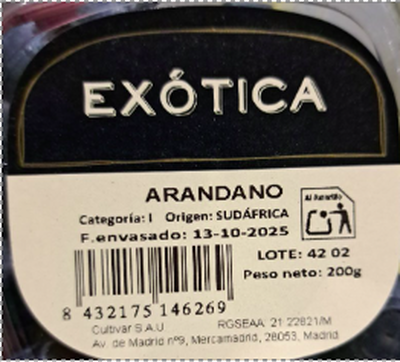 EXÓTICA
ARANDANO
Al Amarillo
Categoría: I Origen: SUDÁFRICA
F.envasado: 13-10-2025
LOTE: 42 02
Peso neto: 200g
8 432175 146269
Cultivar S.A.U. RGSEAA: 21.22821/M
Av. de Madrid nº9, Mercamadrid, 28053, Madrid